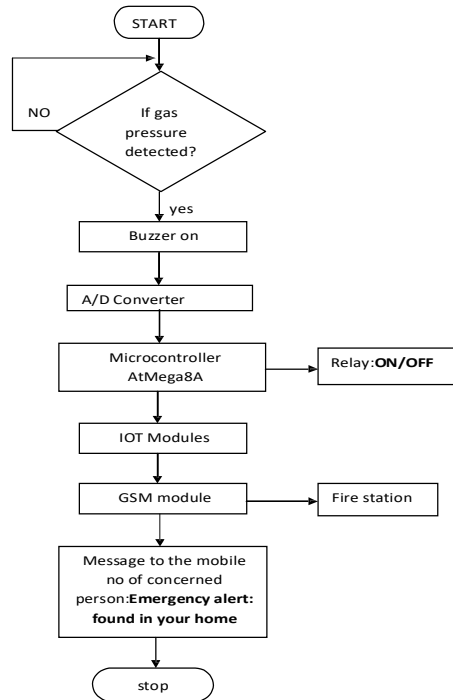 START
NO
If gas
pressure
detected?
yes
Buzzer on
A/D Converter
Microcontroller
AtMega8A
Relay:ON/OFF
IOT Modules
GSM module
Fire station
Message to the mobile
no of concerned
person:Emergency alert:
found in your home
stop